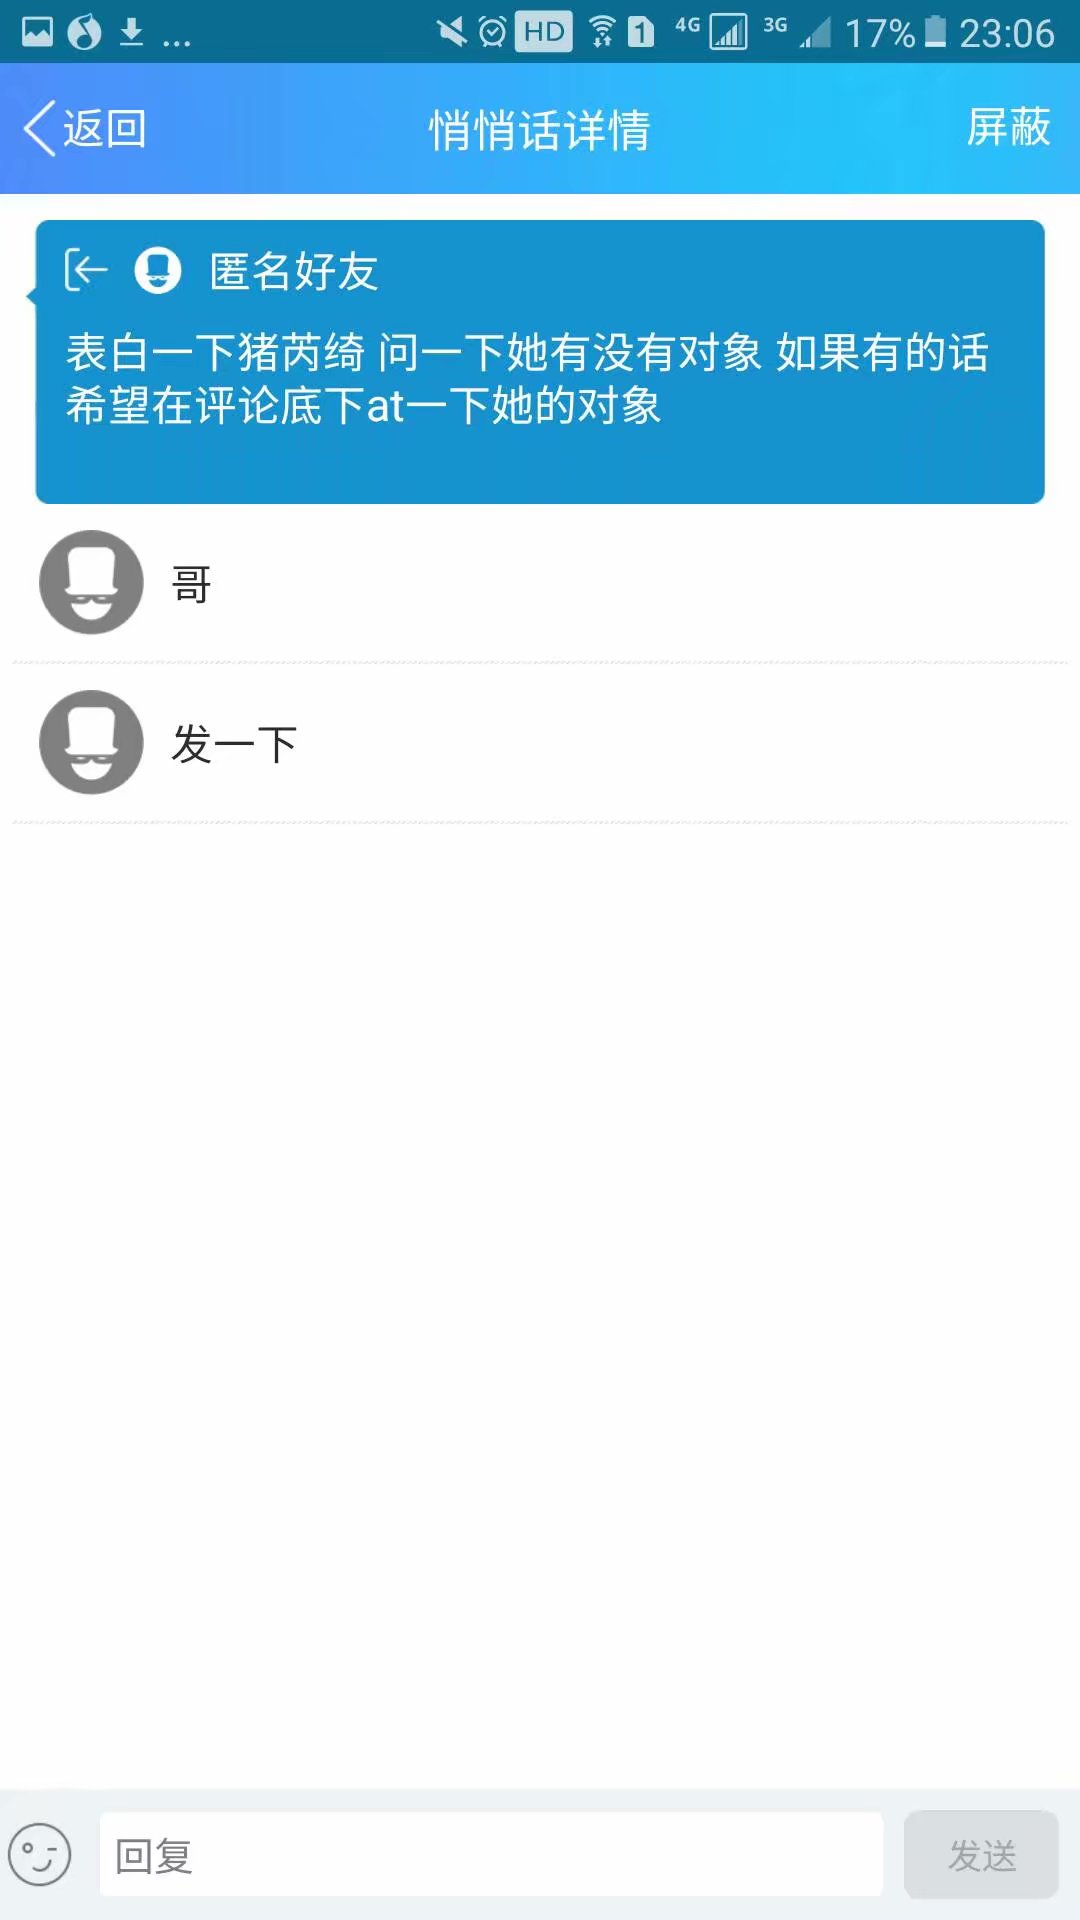 ... HD 1 4G 3G 17% 23:06
返回 悄悄话详情 屏蔽
匿名好友
表白一下猪芮绮 问一下她有没有对象 如果有的话
希望在评论底下at一下她的对象
哥
发一下
回复 发送